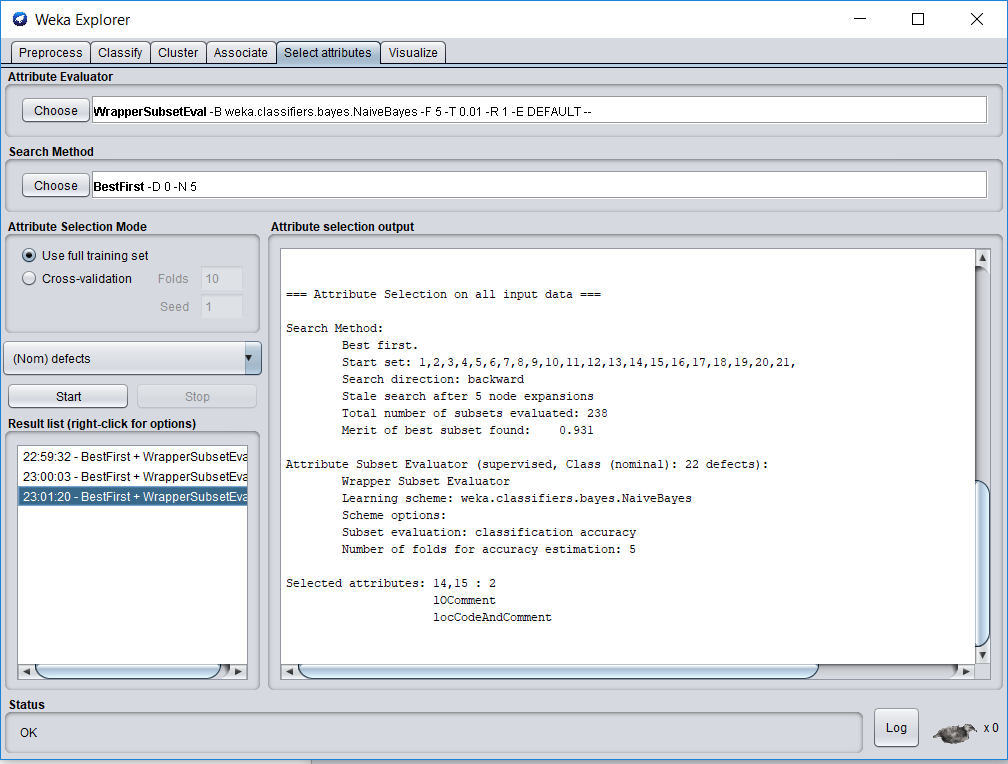 Weka Explorer
Preprocess Classify Cluster Associate Select attributes Visualize
Attribute Evaluator
Choose WrapperSubsetEval -B weka.classifiers.bayes.NaiveBayes -F 5 -T 0.01 -R 1 -E DEFAULT --
Search Method
Choose BestFirst -D 0 -N 5
Attribute Selection Mode
Use full training set
Cross-validation Folds 10
Seed 1
(Nom) defects
Start Stop
Result list (right-click for options)
22:59:32 - BestFirst + WrapperSubsetEva
23:00:03 - BestFirst + WrapperSubsetEva
23:01:20 - BestFirst + WrapperSubsetEva
Attribute selection output
=== Attribute Selection on all input data ===
Search Method:
Best first.
Start set: 1,2,3,4,5,6,7,8,9,10,11,12,13,14,15,16,17,18,19,20,21,
Search direction: backward
Stale search after 5 node expansions
Total number of subsets evaluated: 238
Merit of best subset found: 0.931
Attribute Subset Evaluator (supervised, Class (nominal): 22 defects):
Wrapper Subset Evaluator
Learning scheme: weka.classifiers.bayes.NaiveBayes
Scheme options:
Subset evaluation: classification accuracy
Number of folds for accuracy estimation: 5
Selected attributes: 14,15 : 2
lOComment
locCodeAndComment
Status
OK
Log x 0